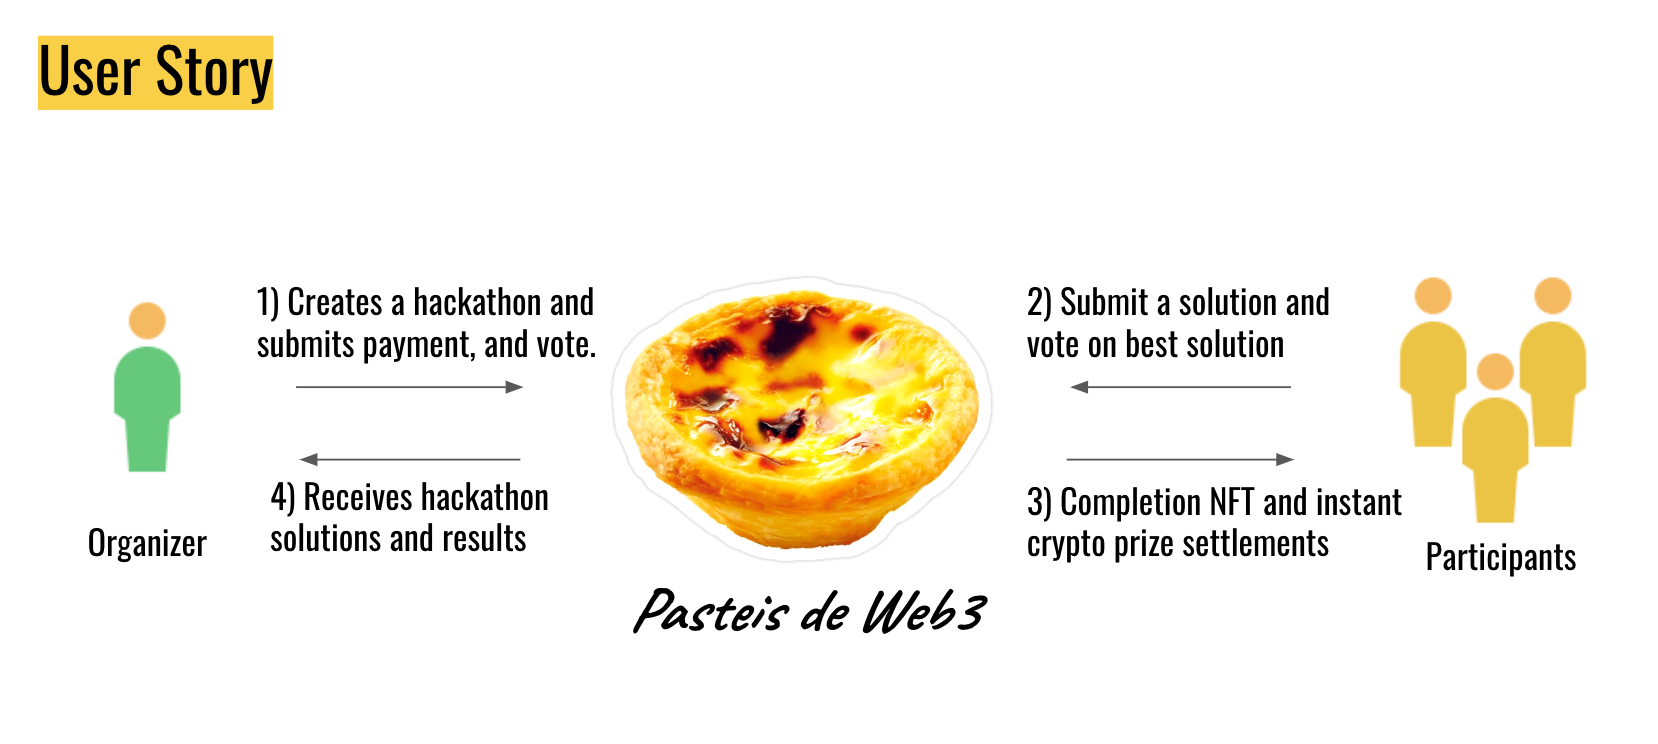 User Story
1) Creates a hackathon and
submits payment, and vote.
2) Submit a solution and
vote on best solution
4) Receives hackathon
solutions and results
3) Completion NFT and instant
crypto prize settlements
Organizer
Participants
Pasteis de Web3